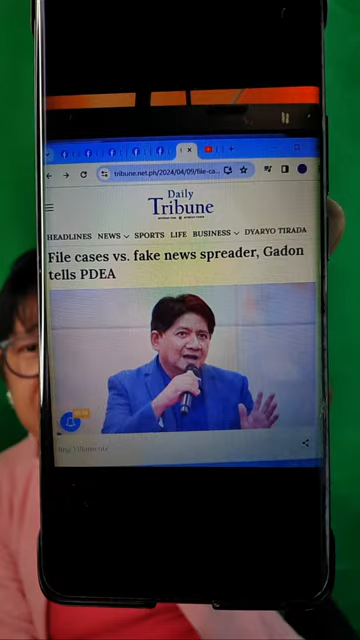 tribune.net.ph/2024/04/09/file-ca...
Daily
Tribune
HEADLINES NEWS SPORTS LIFE BUSINESS DYARYO TIRADA
File cases vs. fake news spreader, Gadon
tells PDEA